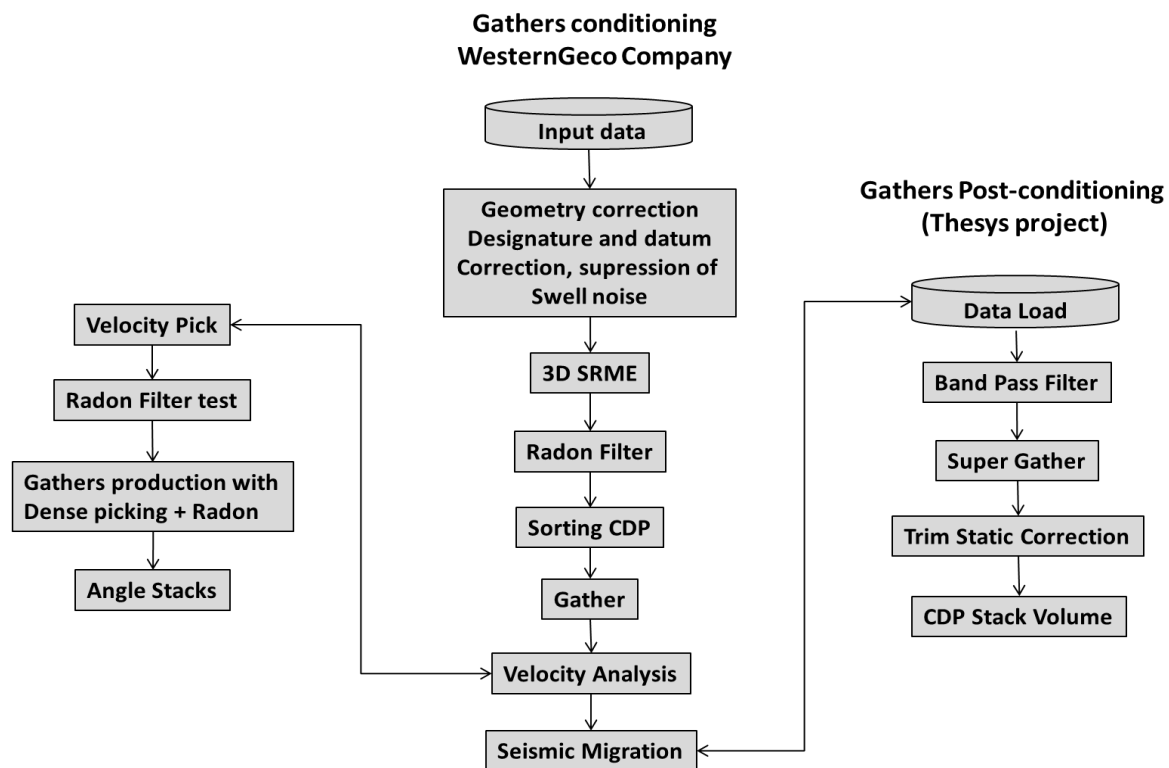 Gathers conditioning
WesternGeco Company
Input data
Geometry correction
Designature and datum
Correction, supression of
Swell noise
3D SRME
Radon Filter
Sorting CDP
Gather
Velocity Analysis
Seismic Migration
Velocity Pick
Radon Filter test
Gathers production with
Dense picking + Radon
Angle Stacks
Gathers Post-conditioning
(Thesys project)
Data Load
Band Pass Filter
Super Gather
Trim Static Correction
CDP Stack Volume